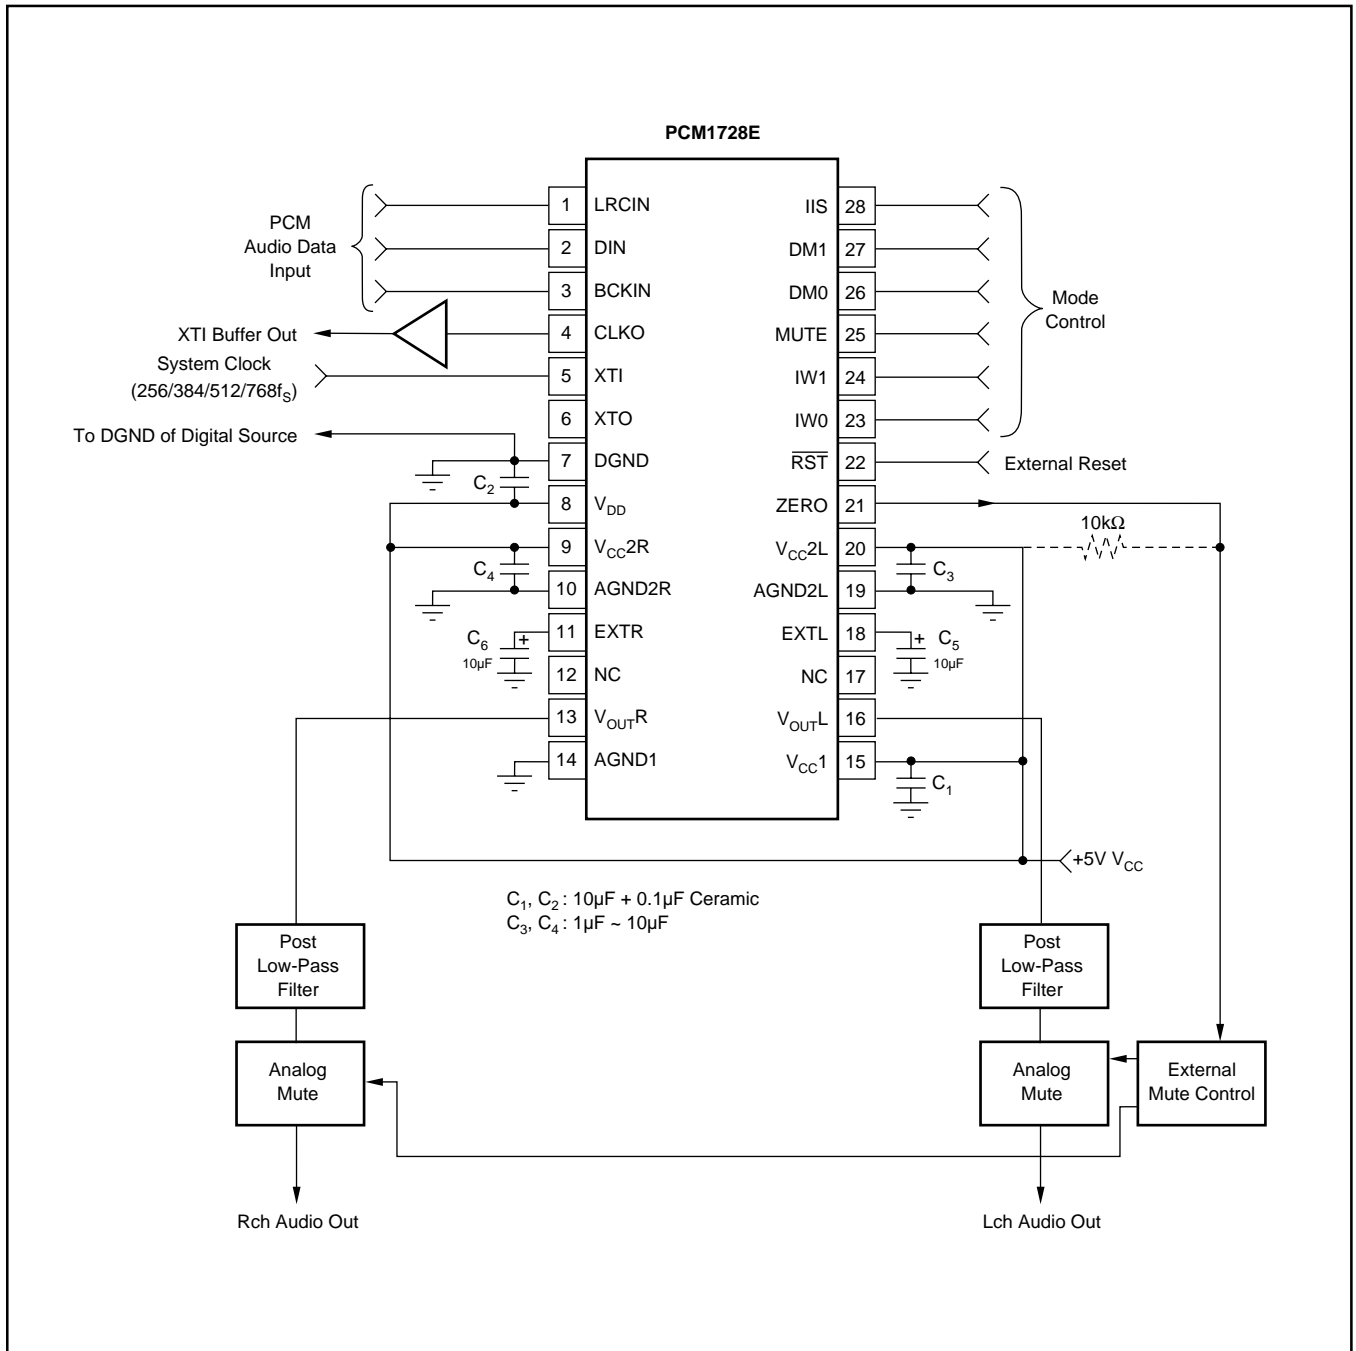 PCM1728E
PCM
Audio Data
Input
XTI Buffer Out
System Clock
(256/384/512/768fS)
To DGND of Digital Source
1 LRCIN
2 DIN
3 BCKIN
4 CLKO
5 XTI
6 XTO
7 DGND
8 VDD
9 VCC2R
10 AGND2R
11 EXTR
12 NC
13 VOUTR
14 AGND1
C2
C4
C6 +
10µF
IIS 28
DM1 27
DM0 26
MUTE 25
IW1 24
IW0 23
R̅S̅T̅ 22
ZERO 21
VCC2L 20
AGND2L 19
EXTL 18
NC 17
VOUTL 16
VCC1 15
Mode
Control
External Reset
10kΩ
C3
+ C5
10µF
C1
+5V VCC
C1, C2 : 10µF + 0.1µF Ceramic
C3, C4 : 1µF ~ 10µF
Post
Low-Pass
Filter
Analog
Mute
Rch Audio Out
Post
Low-Pass
Filter
Analog
Mute
Lch Audio Out
External
Mute Control